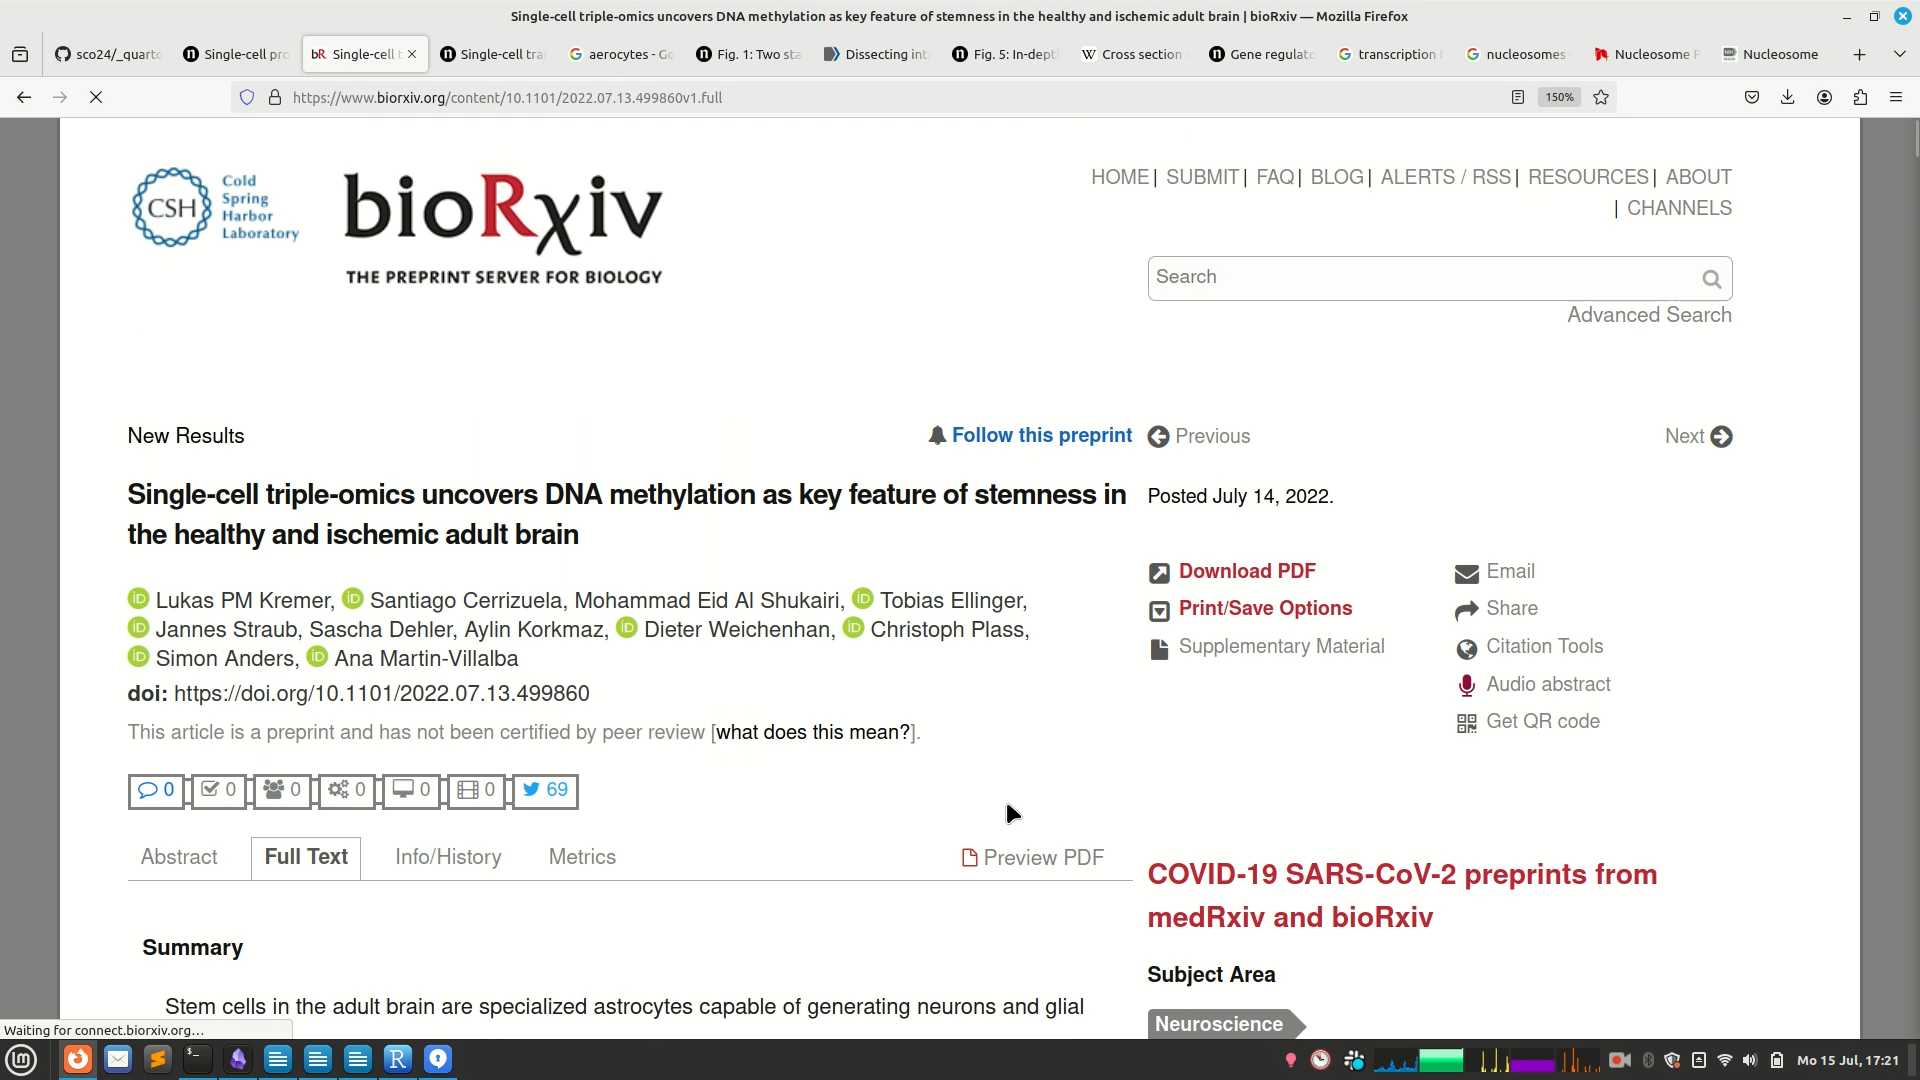 Single-cell triple-omics uncovers DNA methylation as key feature of stemness in the healthy and ischemic adult brain | bioRxiv — Mozilla Firefox
sco24/_quarto
Single-cell pro
bR Single-cell t
Single-cell tra
aerocytes - Go
Fig. 1: Two sta
Dissecting int
Fig. 5: In-dept
W Cross section
Gene regulato
transcription f
nucleosomes
Nucleosome P
Nucleosome
https://www.biorxiv.org/content/10.1101/2022.07.13.499860v1.full
150%
CSH
Cold
Spring
Harbor
Laboratory
bioRχiv
THE PREPRINT SERVER FOR BIOLOGY
HOME | SUBMIT | FAQ | BLOG | ALERTS / RSS | RESOURCES | ABOUT
| CHANNELS
Search
Advanced Search
New Results
Follow this preprint
Previous
Next
Single-cell triple-omics uncovers DNA methylation as key feature of stemness in
the healthy and ischemic adult brain
Posted July 14, 2022.
iD Lukas PM Kremer, iD Santiago Cerrizuela, Mohammad Eid Al Shukairi, iD Tobias Ellinger,
iD Jannes Straub, Sascha Dehler, Aylin Korkmaz, iD Dieter Weichenhan, iD Christoph Plass,
iD Simon Anders, iD Ana Martin-Villalba
doi: https://doi.org/10.1101/2022.07.13.499860
This article is a preprint and has not been certified by peer review [what does this mean?].
Download PDF
Print/Save Options
Supplementary Material
Email
Share
Citation Tools
Audio abstract
Get QR code
0 0 0 0 0 0 69
Abstract
Full Text
Info/History
Metrics
Preview PDF
COVID-19 SARS-CoV-2 preprints from
medRxiv and bioRxiv
Summary
Subject Area
Stem cells in the adult brain are specialized astrocytes capable of generating neurons and glial
Neuroscience
Waiting for connect.biorxiv.org…
Mo 15 Jul, 17:21